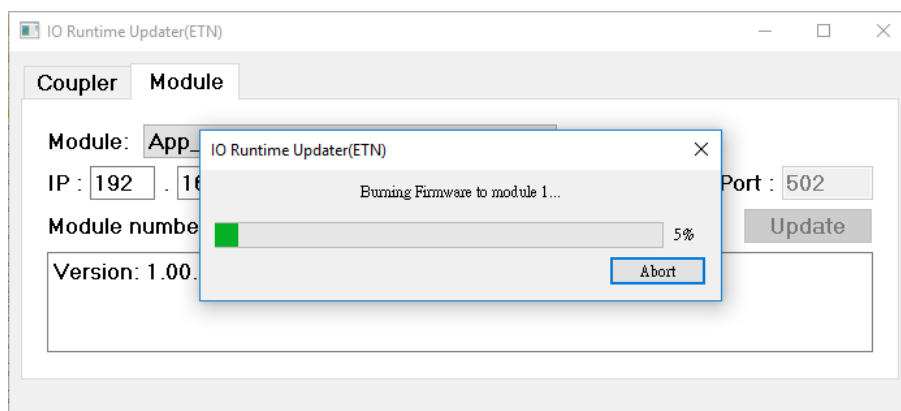 IO Runtime Updater(ETN)
Coupler Module
Module: App_
IO Runtime Updater(ETN)
Burning Firmware to module 1...
IP : 192 . 16 Port : 502
5%
Module numbe Update
Abort
Version: 1.00.